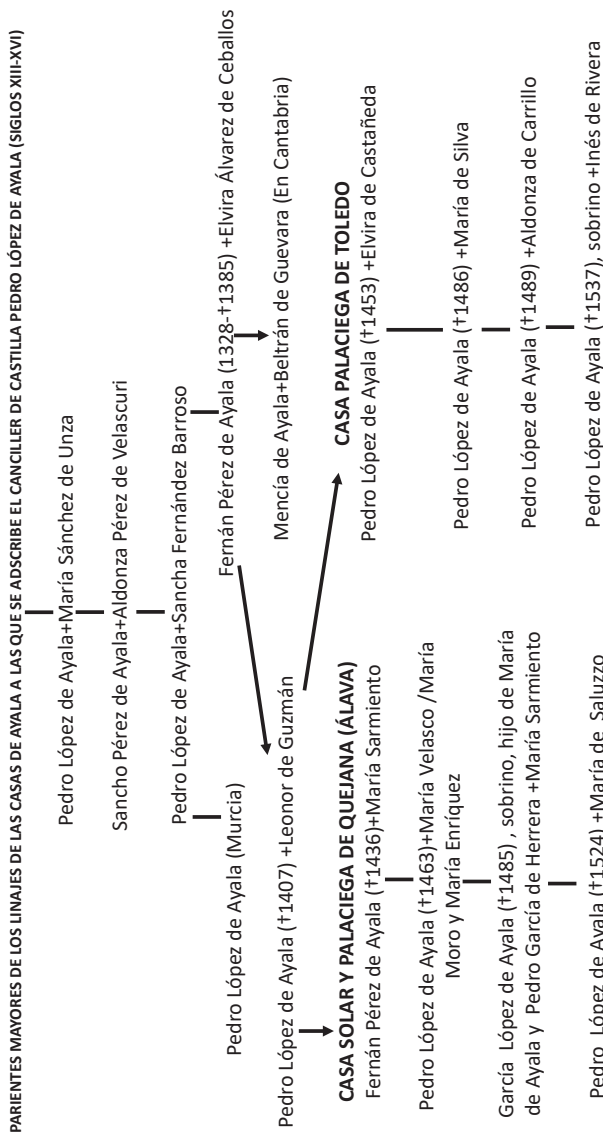 PARIENTES MAYORES DE LOS LINAJES DE LAS CASAS DE AYALA A LAS QUE SE ADSCRIBE EL CANCILLER DE CASTILLA PEDRO LÓPEZ DE AYALA (SIGLOS XIII-XVI)
Pedro López de Ayala+María Sánchez de Unza
Sancho Pérez de Ayala+Aldonza Pérez de Velascuri
Pedro López de Ayala+Sancha Fernández Barroso
Pedro López de Ayala (Murcia)
Fernán Pérez de Ayala (1328-†1385) +Elvira Álvarez de Ceballos
Pedro López de Ayala (†1407) +Leonor de Guzmán
Mencía de Ayala+Beltrán de Guevara (En Cantabria)
CASA SOLAR Y PALACIEGA DE QUEJANA (ÁLAVA)
Fernán Pérez de Ayala (†1436)+María Sarmiento
Pedro López de Ayala (†1463)+María Velasco /María
Moro y María Enríquez
García López de Ayala (†1485) , sobrino, hijo de María
de Ayala y Pedro García de Herrera +María Sarmiento
Pedro López de Ayala (†1524) +María de Saluzzo
CASA PALACIEGA DE TOLEDO
Pedro López de Ayala (†1453) +Elvira de Castañeda
Pedro López de Ayala (†1486) +María de Silva
Pedro López de Ayala (†1489) +Aldonza de Carrillo
Pedro López de Ayala (†1537), sobrino +Inés de Rivera